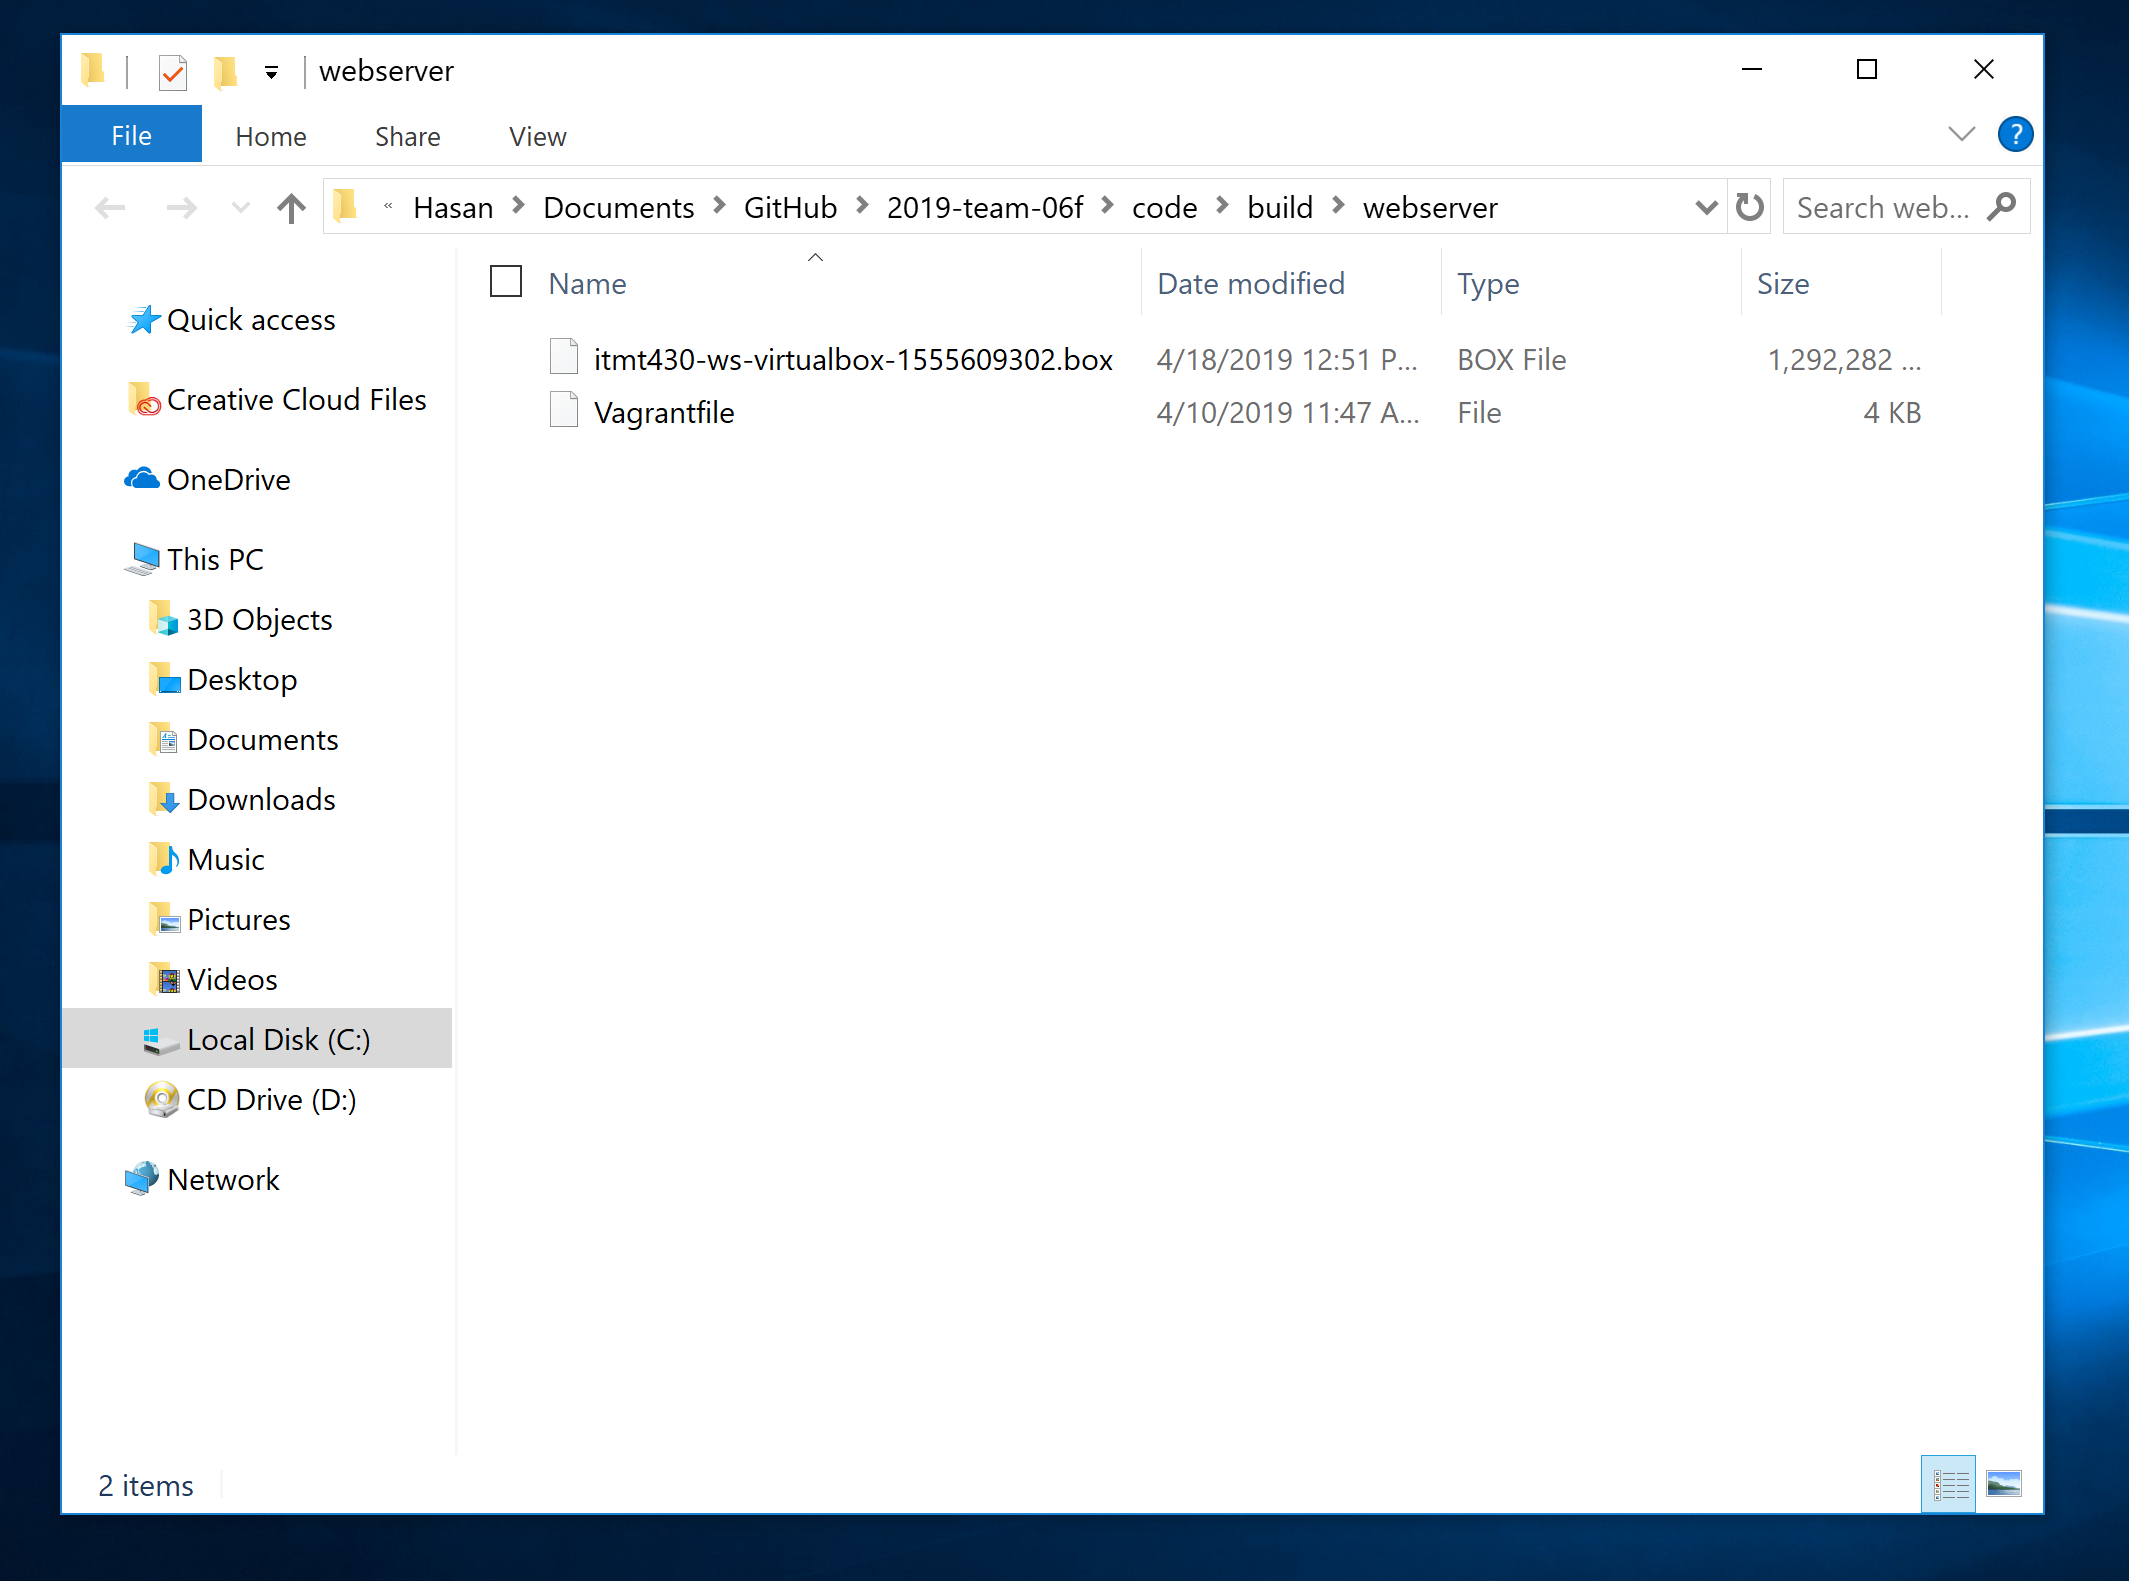 webserver
File Home Share View
?
« Hasan Documents GitHub 2019-team-06f code build webserver Search web...
Name Date modified Type Size
itmt430-ws-virtualbox-1555609302.box 4/18/2019 12:51 P... BOX File 1,292,282 ...
Vagrantfile 4/10/2019 11:47 A... File 4 KB
Quick access
Creative Cloud Files
OneDrive
This PC
3D Objects
Desktop
Documents
Downloads
Music
Pictures
Videos
Local Disk (C:)
CD Drive (D:)
Network
2 items